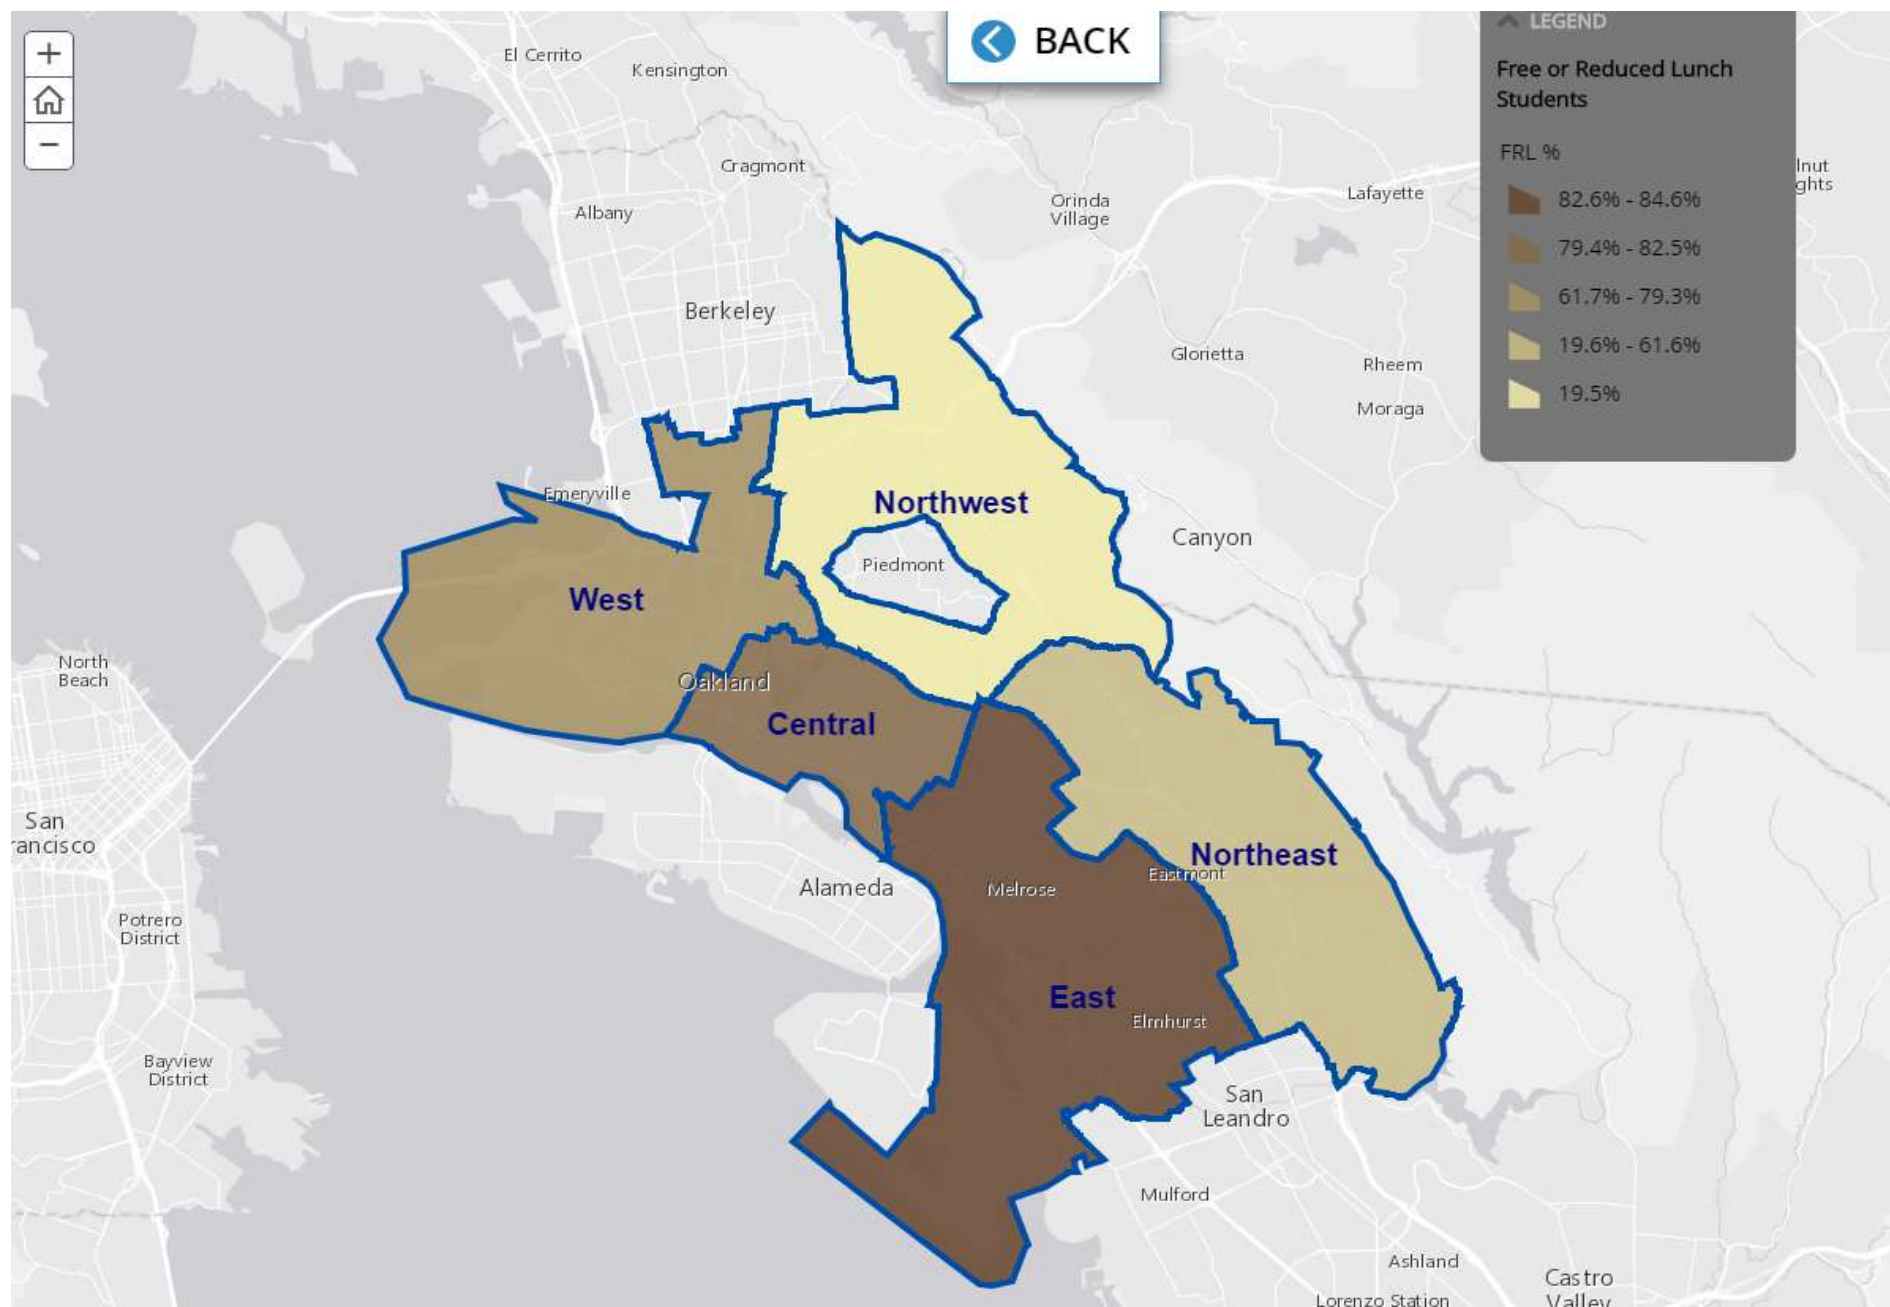 +
−
BACK
LEGEND
Free or Reduced Lunch
Students
FRL %
82.6% - 84.6%
79.4% - 82.5%
61.7% - 79.3%
19.6% - 61.6%
19.5%
El Cerrito
Kensington
Cragmont
Albany
Orinda
Village
Lafayette
lnut
ghts
Berkeley
Glorietta
Rheem
Moraga
Emeryville
Northwest
Canyon
Piedmont
West
North
Beach
Oakland
Central
San
rancisco
Alameda
Melrose
Northeast
Eastmont
Potrero
District
East
Elmhurst
Bayview
District
San
Leandro
Mulford
Ashland
Castro
Valley
Lorenzo Station